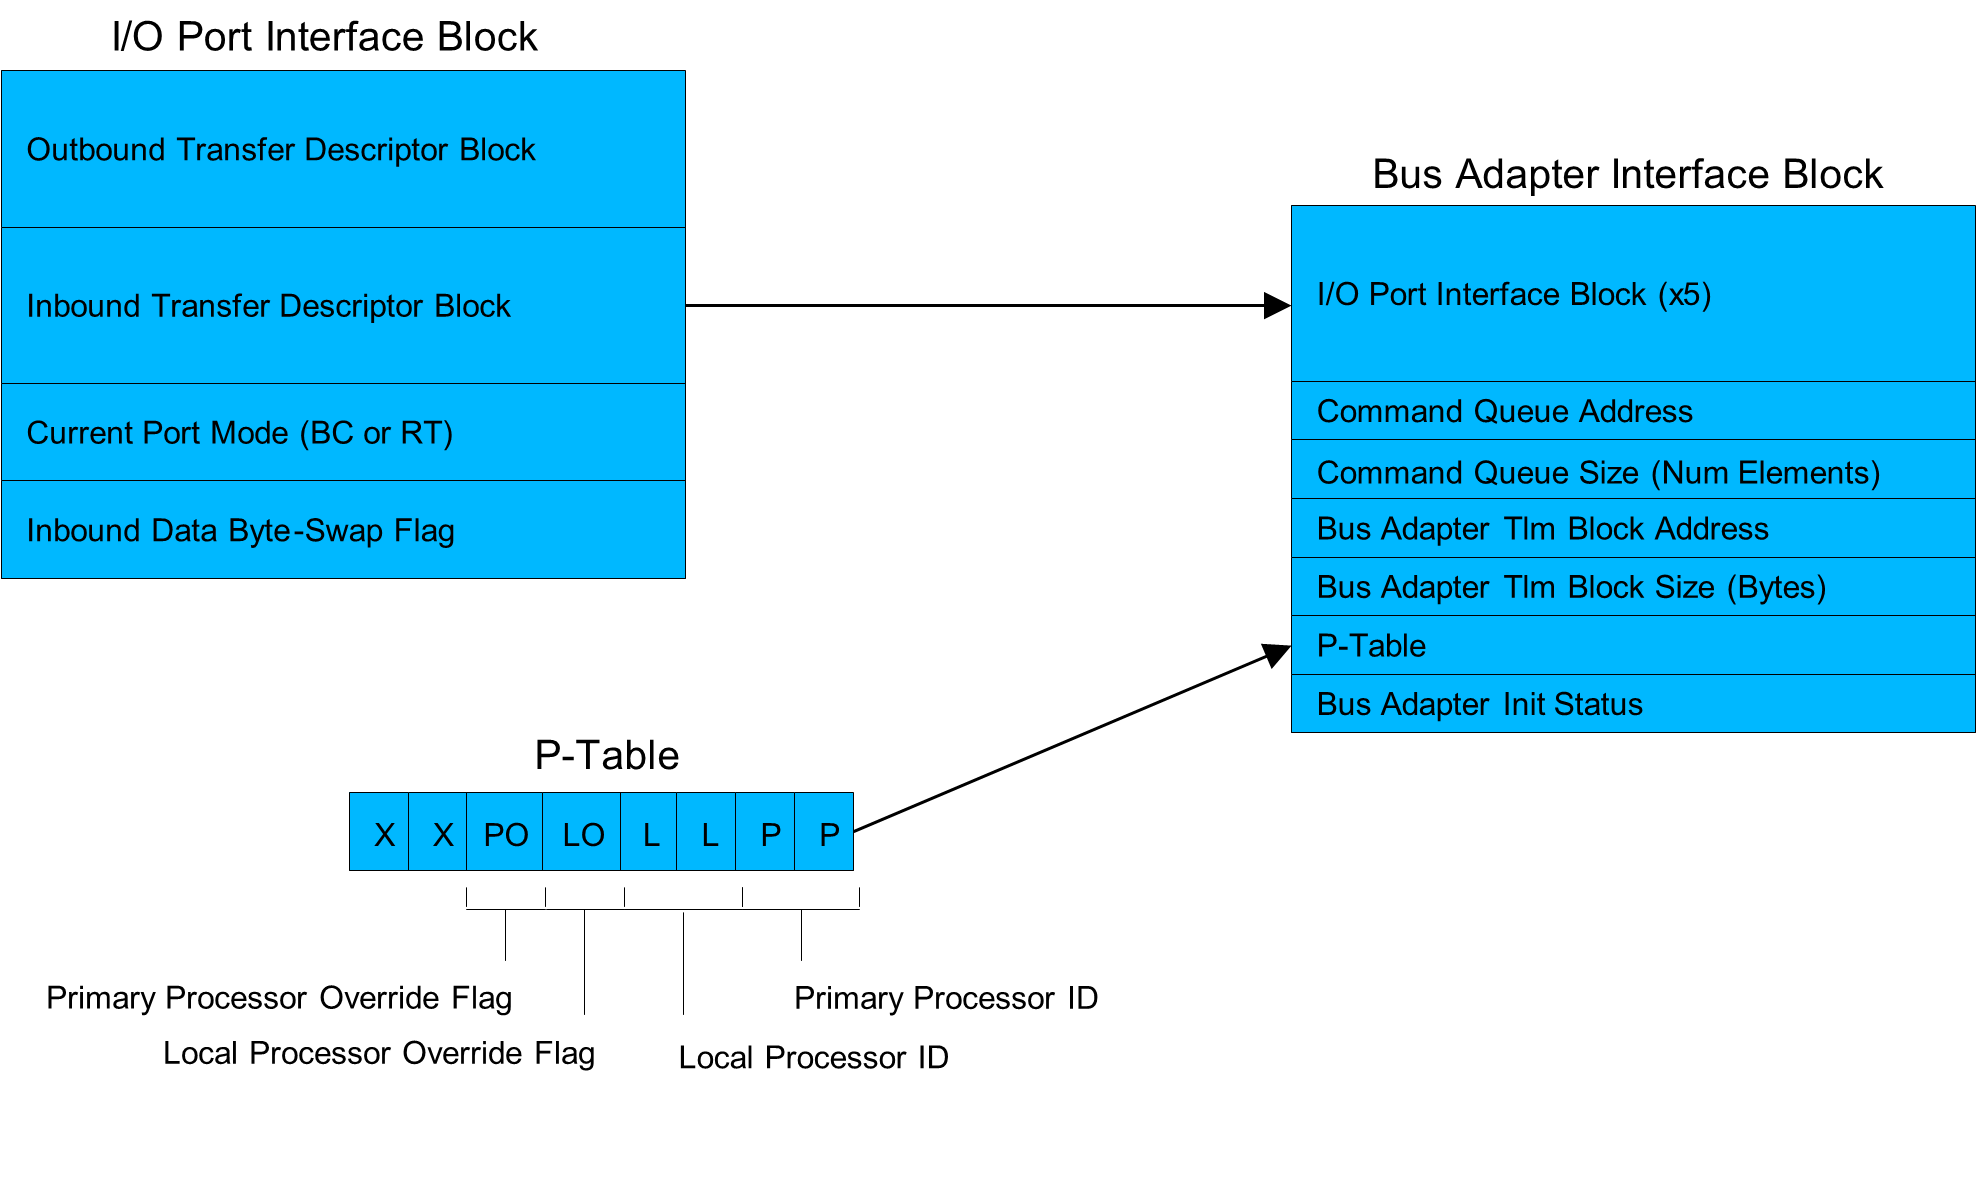 I/O Port Interface Block
Outbound Transfer Descriptor Block
Inbound Transfer Descriptor Block
Current Port Mode (BC or RT)
Inbound Data Byte-Swap Flag
Bus Adapter Interface Block
I/O Port Interface Block (x5)
Command Queue Address
Command Queue Size (Num Elements)
Bus Adapter Tlm Block Address
Bus Adapter Tlm Block Size (Bytes)
P-Table
Bus Adapter Init Status
P-Table
X X PO LO L L P P
Primary Processor Override Flag
Primary Processor ID
Local Processor Override Flag
Local Processor ID